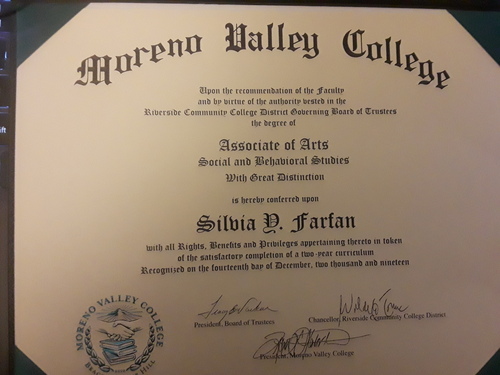 Moreno Valley College
Upon the recommendation of the Faculty
and by virtue of the authority vested in the
Riverside Community College District Governing Board of Trustees
the degree of
Associate of Arts
Social and Behavioral Studies
With Great Distinction
is hereby conferred upon
Silvia Y. Farfan
with all Rights, Benefits and Privileges appertaining thereto in token
of the satisfactory completion of a two-year curriculum
Recognized on the fourteenth day of December, two thousand and nineteen
President, Board of Trustees
Chancellor, Riverside Community College District
President, Moreno Valley College
MORENO VALLEY COLLEGE